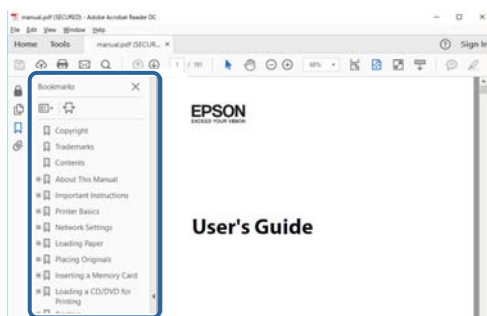 manual.pdf (SECURED) - Adobe Acrobat Reader DC
File Edit View Window Help
Home Tools manual.pdf (SECUR... × Sign In
1 / 191
Bookmarks
Copyright
Trademarks
Contents
About This Manual
Important Instructions
Printer Basics
Network Settings
Loading Paper
Placing Originals
Inserting a Memory Card
Loading a CD/DVD for
Printing
EPSON
EXCEED YOUR VISION
User's Guide